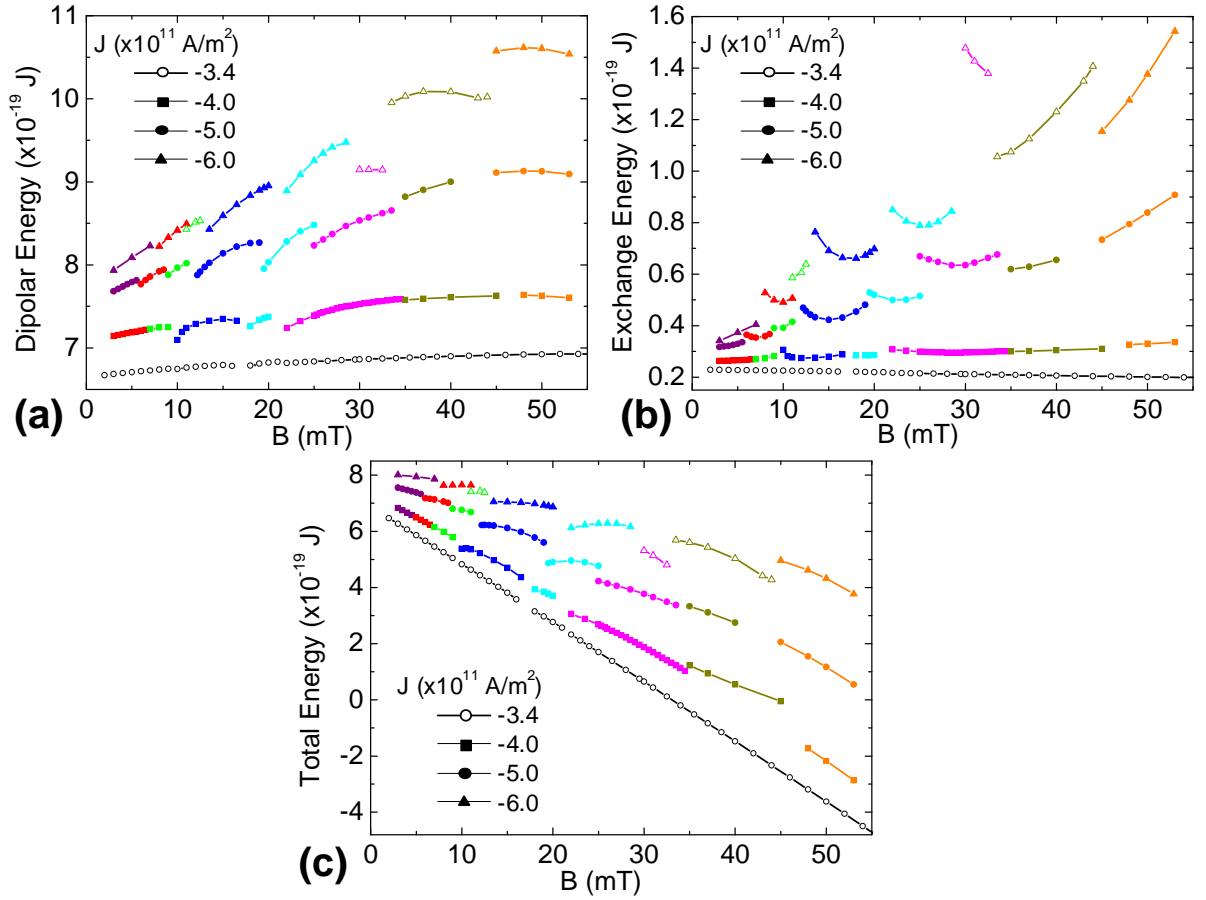 11
10
9
8
7
6
Dipolar Energy (x10⁻¹⁹ J)
J (x10¹¹ A/m²)
-3.4
-4.0
-5.0
-6.0
0 10 20 30 40 50
B (mT)
(a)
1.6
1.4
1.2
1.0
0.8
0.6
0.4
0.2
Exchange Energy (x10⁻¹⁹ J)
J (x10¹¹ A/m²)
-3.4
-4.0
-5.0
-6.0
0 10 20 30 40 50
B (mT)
(b)
8
6
4
2
0
-2
-4
Total Energy (x10⁻¹⁹ J)
J (x10¹¹ A/m²)
-3.4
-4.0
-5.0
-6.0
0 10 20 30 40 50
B (mT)
(c)